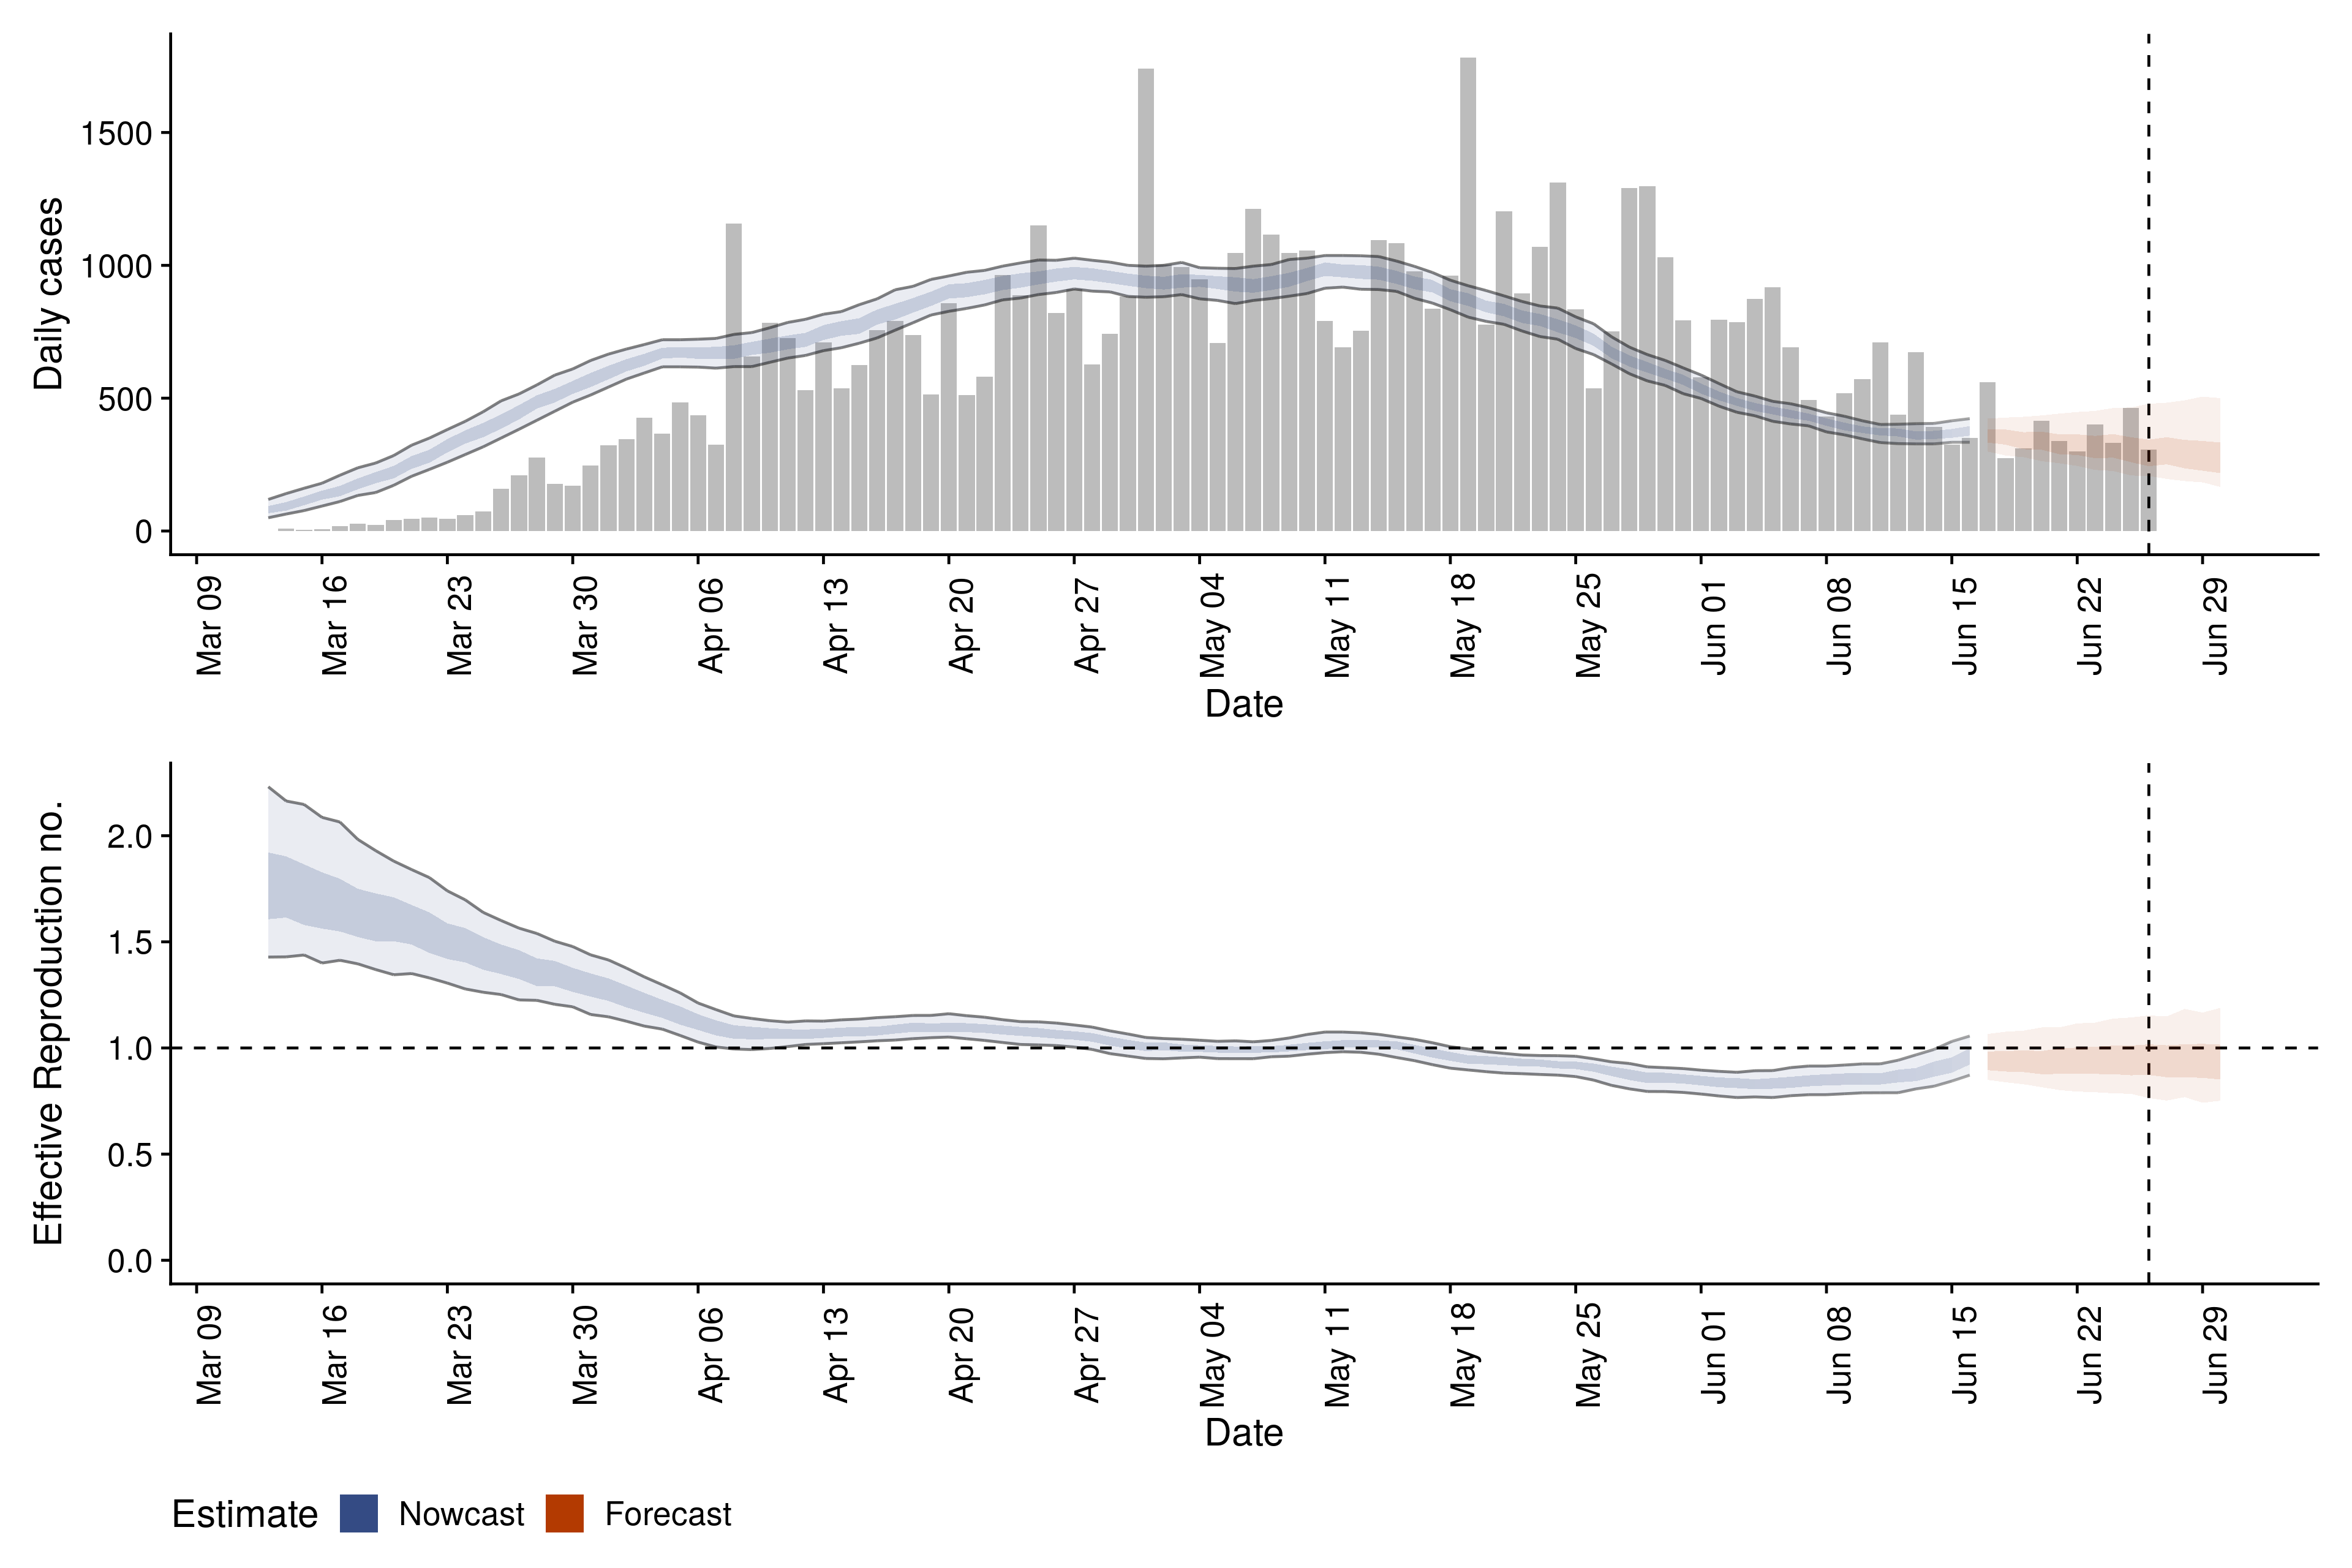 Daily cases
1500
1000
500
0
Mar 09 Mar 16 Mar 23 Mar 30 Apr 06 Apr 13 Apr 20 Apr 27 May 04 May 11 May 18 May 25 Jun 01 Jun 08 Jun 15 Jun 22 Jun 29
Date
Effective Reproduction no.
2.0
1.5
1.0
0.5
0.0
Mar 09 Mar 16 Mar 23 Mar 30 Apr 06 Apr 13 Apr 20 Apr 27 May 04 May 11 May 18 May 25 Jun 01 Jun 08 Jun 15 Jun 22 Jun 29
Date
Estimate Nowcast Forecast